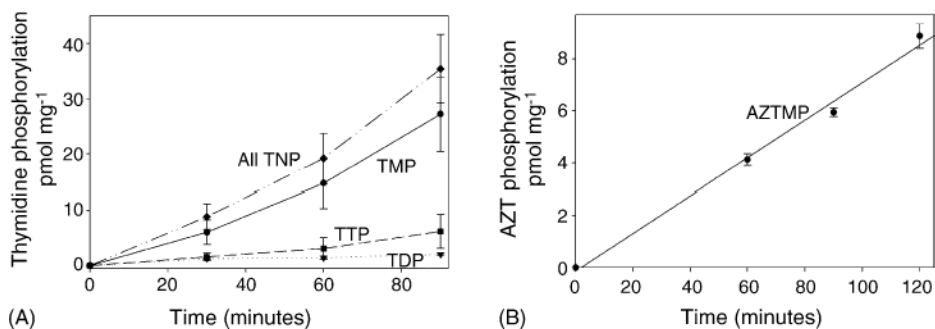 Thymidine phosphorylation
pmol mg⁻¹
40
30
20
10
0
All TNP
TMP
TTP
TDP
0 20 40 60 80
Time (minutes)
(A)
AZT phosphorylation
pmol mg⁻¹
8
6
4
2
0
AZTMP
0 20 40 60 80 100 120
Time (minutes)
(B)